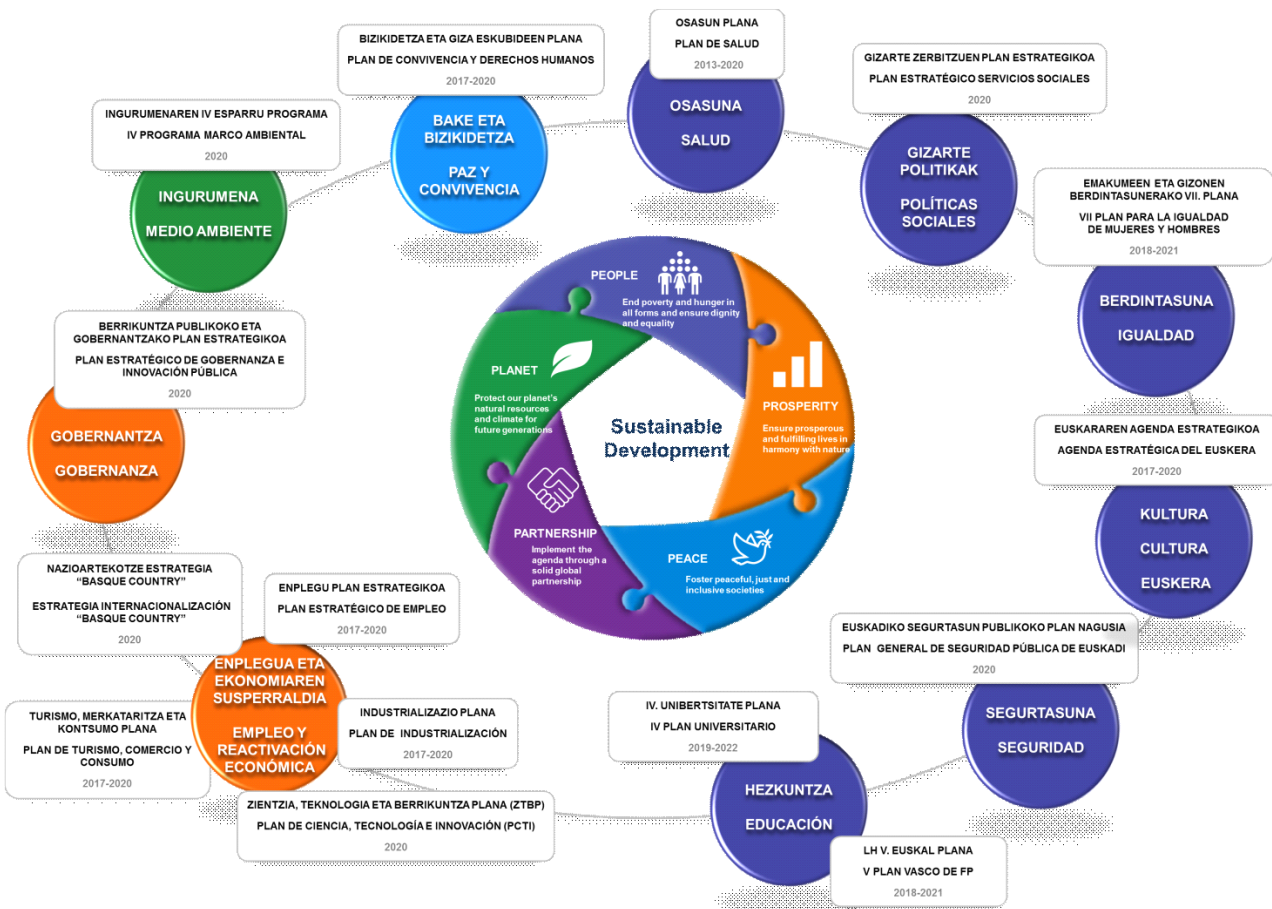 BIZIKIDETZA ETA GIZA ESKUBIDEEN PLANA
PLAN DE CONVIVENCIA Y DERECHOS HUMANOS
2017-2020
BAKE ETA
BIZIKIDETZA
PAZ Y
CONVIVENCIA
OSASUN PLANA
PLAN DE SALUD
2013-2020
OSASUNA
SALUD
GIZARTE ZERBITZUEN PLAN ESTRATEGIKOA
PLAN ESTRATÉGICO SERVICIOS SOCIALES
2020
GIZARTE
POLITIKAK
POLÍTICAS
SOCIALES
EMAKUMEEN ETA GIZONEN
BERDINTASUNERAKO VII. PLANA
VII PLAN PARA LA IGUALDAD
DE MUJERES Y HOMBRES
2018-2021
BERDINTASUNA
IGUALDAD
EUSKARAREN AGENDA ESTRATEGIKOA
AGENDA ESTRATÉGICA DEL EUSKERA
2017-2020
KULTURA
CULTURA
EUSKERA
EUSKADIKO SEGURTASUN PUBLIKOKO PLAN NAGUSIA
PLAN GENERAL DE SEGURIDAD PÚBLICA DE EUSKADI
2020
SEGURTASUNA
SEGURIDAD
IV. UNIBERTSITATE PLANA
IV PLAN UNIVERSITARIO
2019-2022
HEZKUNTZA
EDUCACIÓN
LH V. EUSKAL PLANA
V PLAN VASCO DE FP
2018-2021
ENPLEGU PLAN ESTRATEGIKOA
PLAN ESTRATÉGICO DE EMPLEO
2017-2020
ENPLEGUA ETA
EKONOMIAREN
SUSPERRALDIA
EMPLEO Y
REACTIVACIÓN
ECONÓMICA
INDUSTRIALIZAZIO PLANA
PLAN DE INDUSTRIALIZACIÓN
2017-2020
ZIENTZIA, TEKNOLOGIA ETA BERRIKUNTZA PLANA (ZTBP)
PLAN DE CIENCIA, TECNOLOGÍA E INNOVACIÓN (PCTI)
2020
TURISMO, MERKATARITZA ETA
KONTSUMO PLANA
PLAN DE TURISMO, COMERCIO Y
CONSUMO
2017-2020
NAZIOARTEKOTZE ESTRATEGIA
“BASQUE COUNTRY”
ESTRATEGIA INTERNACIONALIZACIÓN
“BASQUE COUNTRY”
2020
BERRIKUNTZA PUBLIKOKO ETA
GOBERNANTZAKO PLAN ESTRATEGIKOA
PLAN ESTRATÉGICO DE GOBERNANZA E
INNOVACIÓN PÚBLICA
2020
GOBERNANTZA
GOBERNANZA
INGURUMENAREN IV ESPARRU PROGRAMA
IV PROGRAMA MARCO AMBIENTAL
2020
INGURUMENA
MEDIO AMBIENTE
PEOPLE
End poverty and hunger in
all forms and ensure dignity
and equality
PROSPERITY
Ensure prosperous
and fulfilling lives in
harmony with nature
PEACE
Foster peaceful, just and
inclusive societies
PARTNERSHIP
Implement the
agenda through a
solid global
partnership
PLANET
Protect our planet’s
natural resources
and climate for
future generations
Sustainable
Development